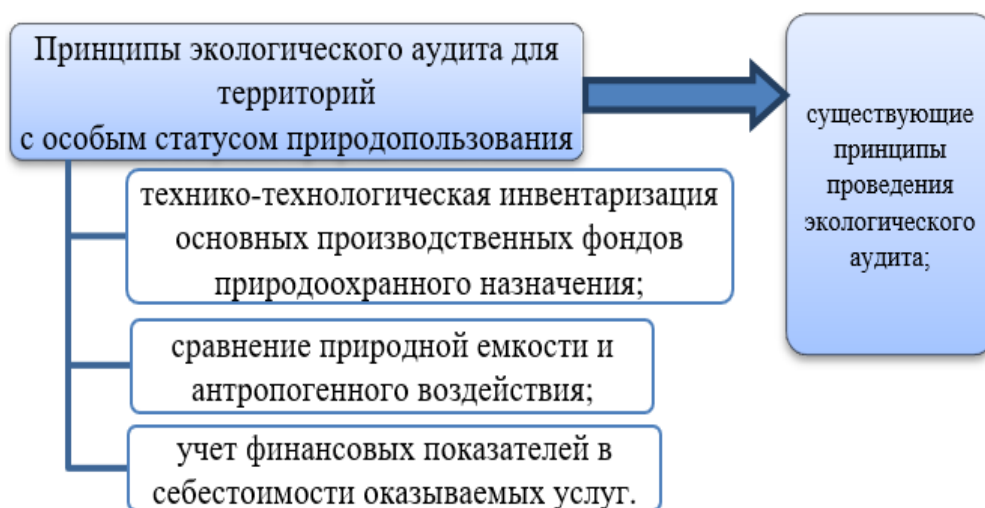 Принципы экологического аудита для
территорий
с особым статусом природопользования
существующие
принципы
проведения
экологического
аудита;
технико-технологическая инвентаризация
основных производственных фондов
природоохранного назначения;
сравнение природной емкости и
антропогенного воздействия;
учет финансовых показателей в
себестоимости оказываемых услуг.